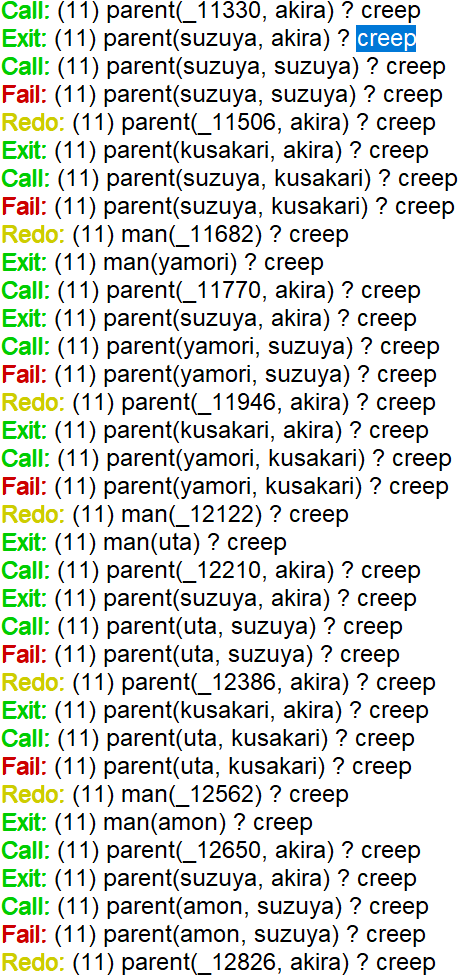 Call: (11) parent(_11330, akira) ? creep
Exit: (11) parent(suzuya, akira) ? creep
Call: (11) parent(suzuya, suzuya) ? creep
Fail: (11) parent(suzuya, suzuya) ? creep
Redo: (11) parent(_11506, akira) ? creep
Exit: (11) parent(kusakari, akira) ? creep
Call: (11) parent(suzuya, kusakari) ? creep
Fail: (11) parent(suzuya, kusakari) ? creep
Redo: (11) man(_11682) ? creep
Exit: (11) man(yamori) ? creep
Call: (11) parent(_11770, akira) ? creep
Exit: (11) parent(suzuya, akira) ? creep
Call: (11) parent(yamori, suzuya) ? creep
Fail: (11) parent(yamori, suzuya) ? creep
Redo: (11) parent(_11946, akira) ? creep
Exit: (11) parent(kusakari, akira) ? creep
Call: (11) parent(yamori, kusakari) ? creep
Fail: (11) parent(yamori, kusakari) ? creep
Redo: (11) man(_12122) ? creep
Exit: (11) man(uta) ? creep
Call: (11) parent(_12210, akira) ? creep
Exit: (11) parent(suzuya, akira) ? creep
Call: (11) parent(uta, suzuya) ? creep
Fail: (11) parent(uta, suzuya) ? creep
Redo: (11) parent(_12386, akira) ? creep
Exit: (11) parent(kusakari, akira) ? creep
Call: (11) parent(uta, kusakari) ? creep
Fail: (11) parent(uta, kusakari) ? creep
Redo: (11) man(_12562) ? creep
Exit: (11) man(amon) ? creep
Call: (11) parent(_12650, akira) ? creep
Exit: (11) parent(suzuya, akira) ? creep
Call: (11) parent(amon, suzuya) ? creep
Fail: (11) parent(amon, suzuya) ? creep
Redo: (11) parent(_12826, akira) ? creep